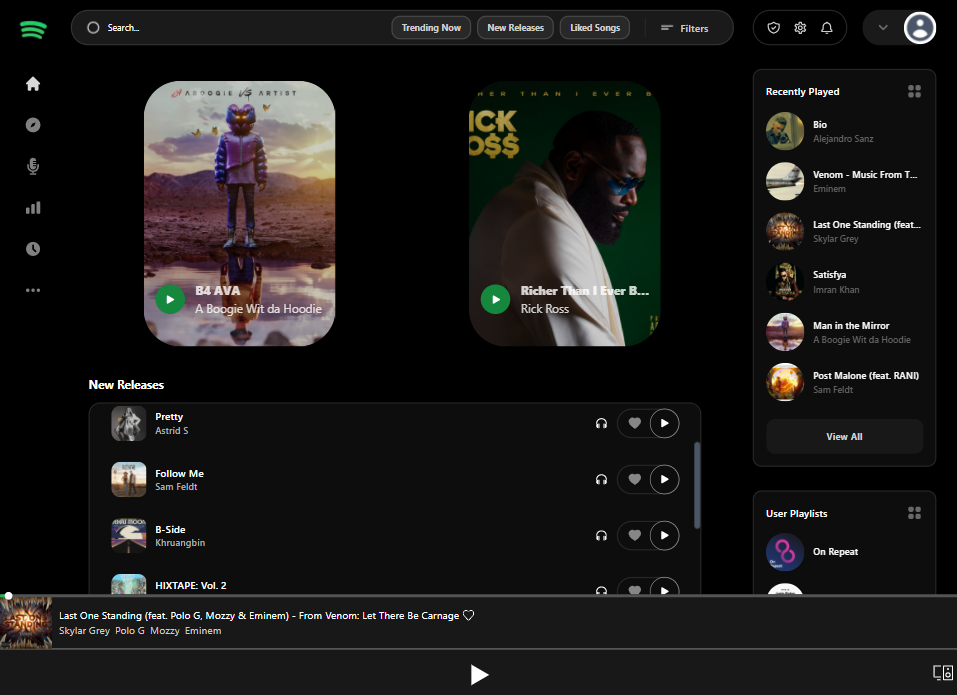 Search...
Trending Now
New Releases
Liked Songs
Filters
A BOOGIE VS ARTIST
B4 AVA
A Boogie Wit da Hoodie
HER THAN I EVER B
ICK
O$$
Richer Than I Ever B...
Rick Ross
New Releases
Pretty
Astrid S
Follow Me
Sam Feldt
B-Side
Khruangbin
HIXTAPE: Vol. 2
Recently Played
Bio
Alejandro Sanz
Venom - Music From T...
Eminem
Last One Standing (feat...
Skylar Grey
Satisfya
Imran Khan
Man in the Mirror
A Boogie Wit da Hoodie
Post Malone (feat. RANI)
Sam Feldt
View All
User Playlists
On Repeat
Last One Standing (feat. Polo G, Mozzy & Eminem) - From Venom: Let There Be Carnage
Skylar Grey Polo G Mozzy Eminem